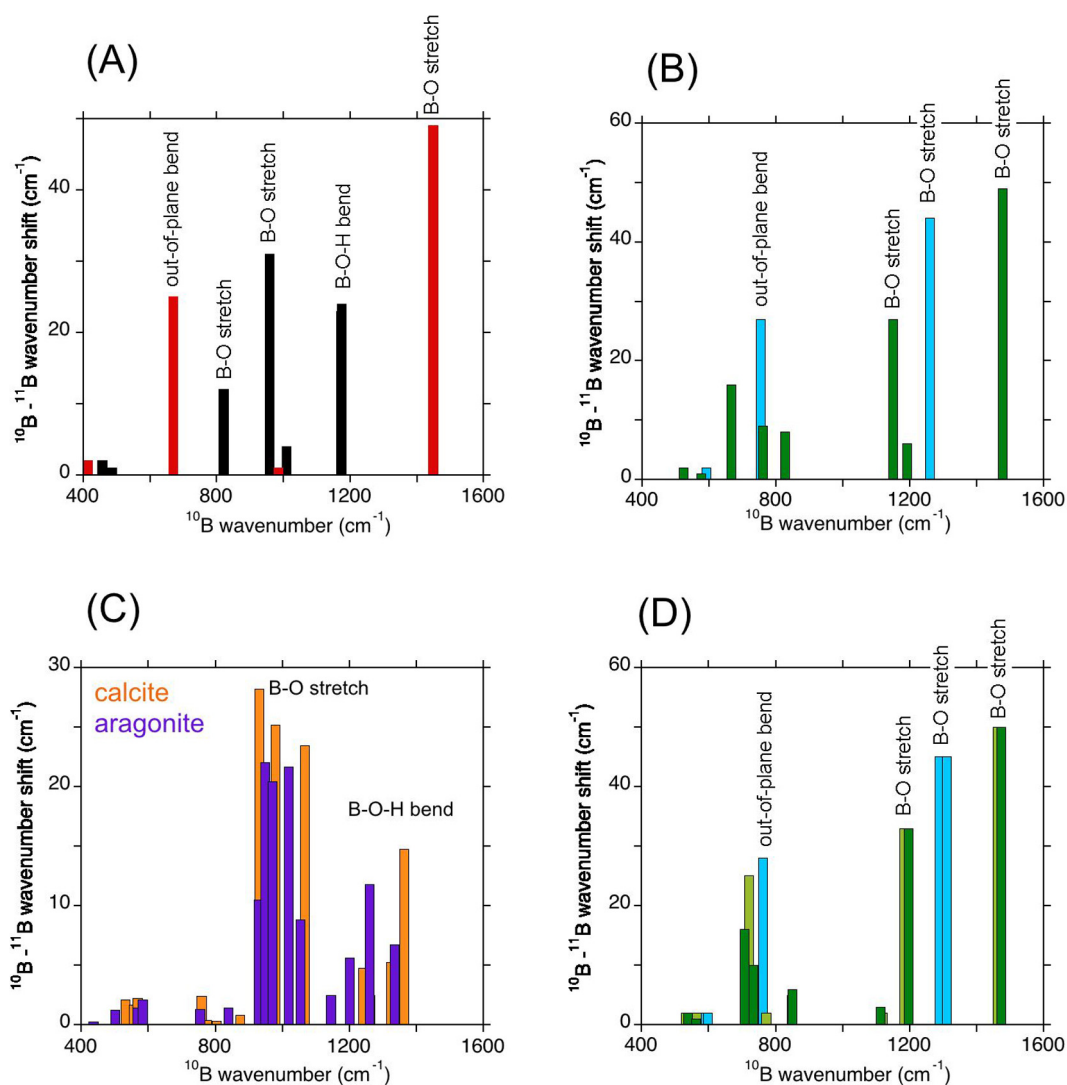 (A)
B-O stretch
out-of-plane bend
B-O stretch
B-O stretch
B-O-H bend
¹⁰B - ¹¹B wavenumber shift (cm⁻¹)
40
20
0
400 800 1200 1600
¹⁰B wavenumber (cm⁻¹)
(B)
out-of-plane bend
B-O stretch
B-O stretch
B-O stretch
¹⁰B - ¹¹B wavenumber shift (cm⁻¹)
60
40
20
0
400 800 1200 1600
¹⁰B wavenumber (cm⁻¹)
(C)
calcite
aragonite
B-O stretch
B-O-H bend
¹⁰B - ¹¹B wavenumber shift (cm⁻¹)
30
20
10
0
400 800 1200 1600
¹⁰B wavenumber (cm⁻¹)
(D)
out-of-plane bend
B-O stretch
B-O stretch
B-O stretch
¹⁰B - ¹¹B wavenumber shift (cm⁻¹)
60
40
20
0
400 800 1200 1600
¹⁰B wavenumber (cm⁻¹)